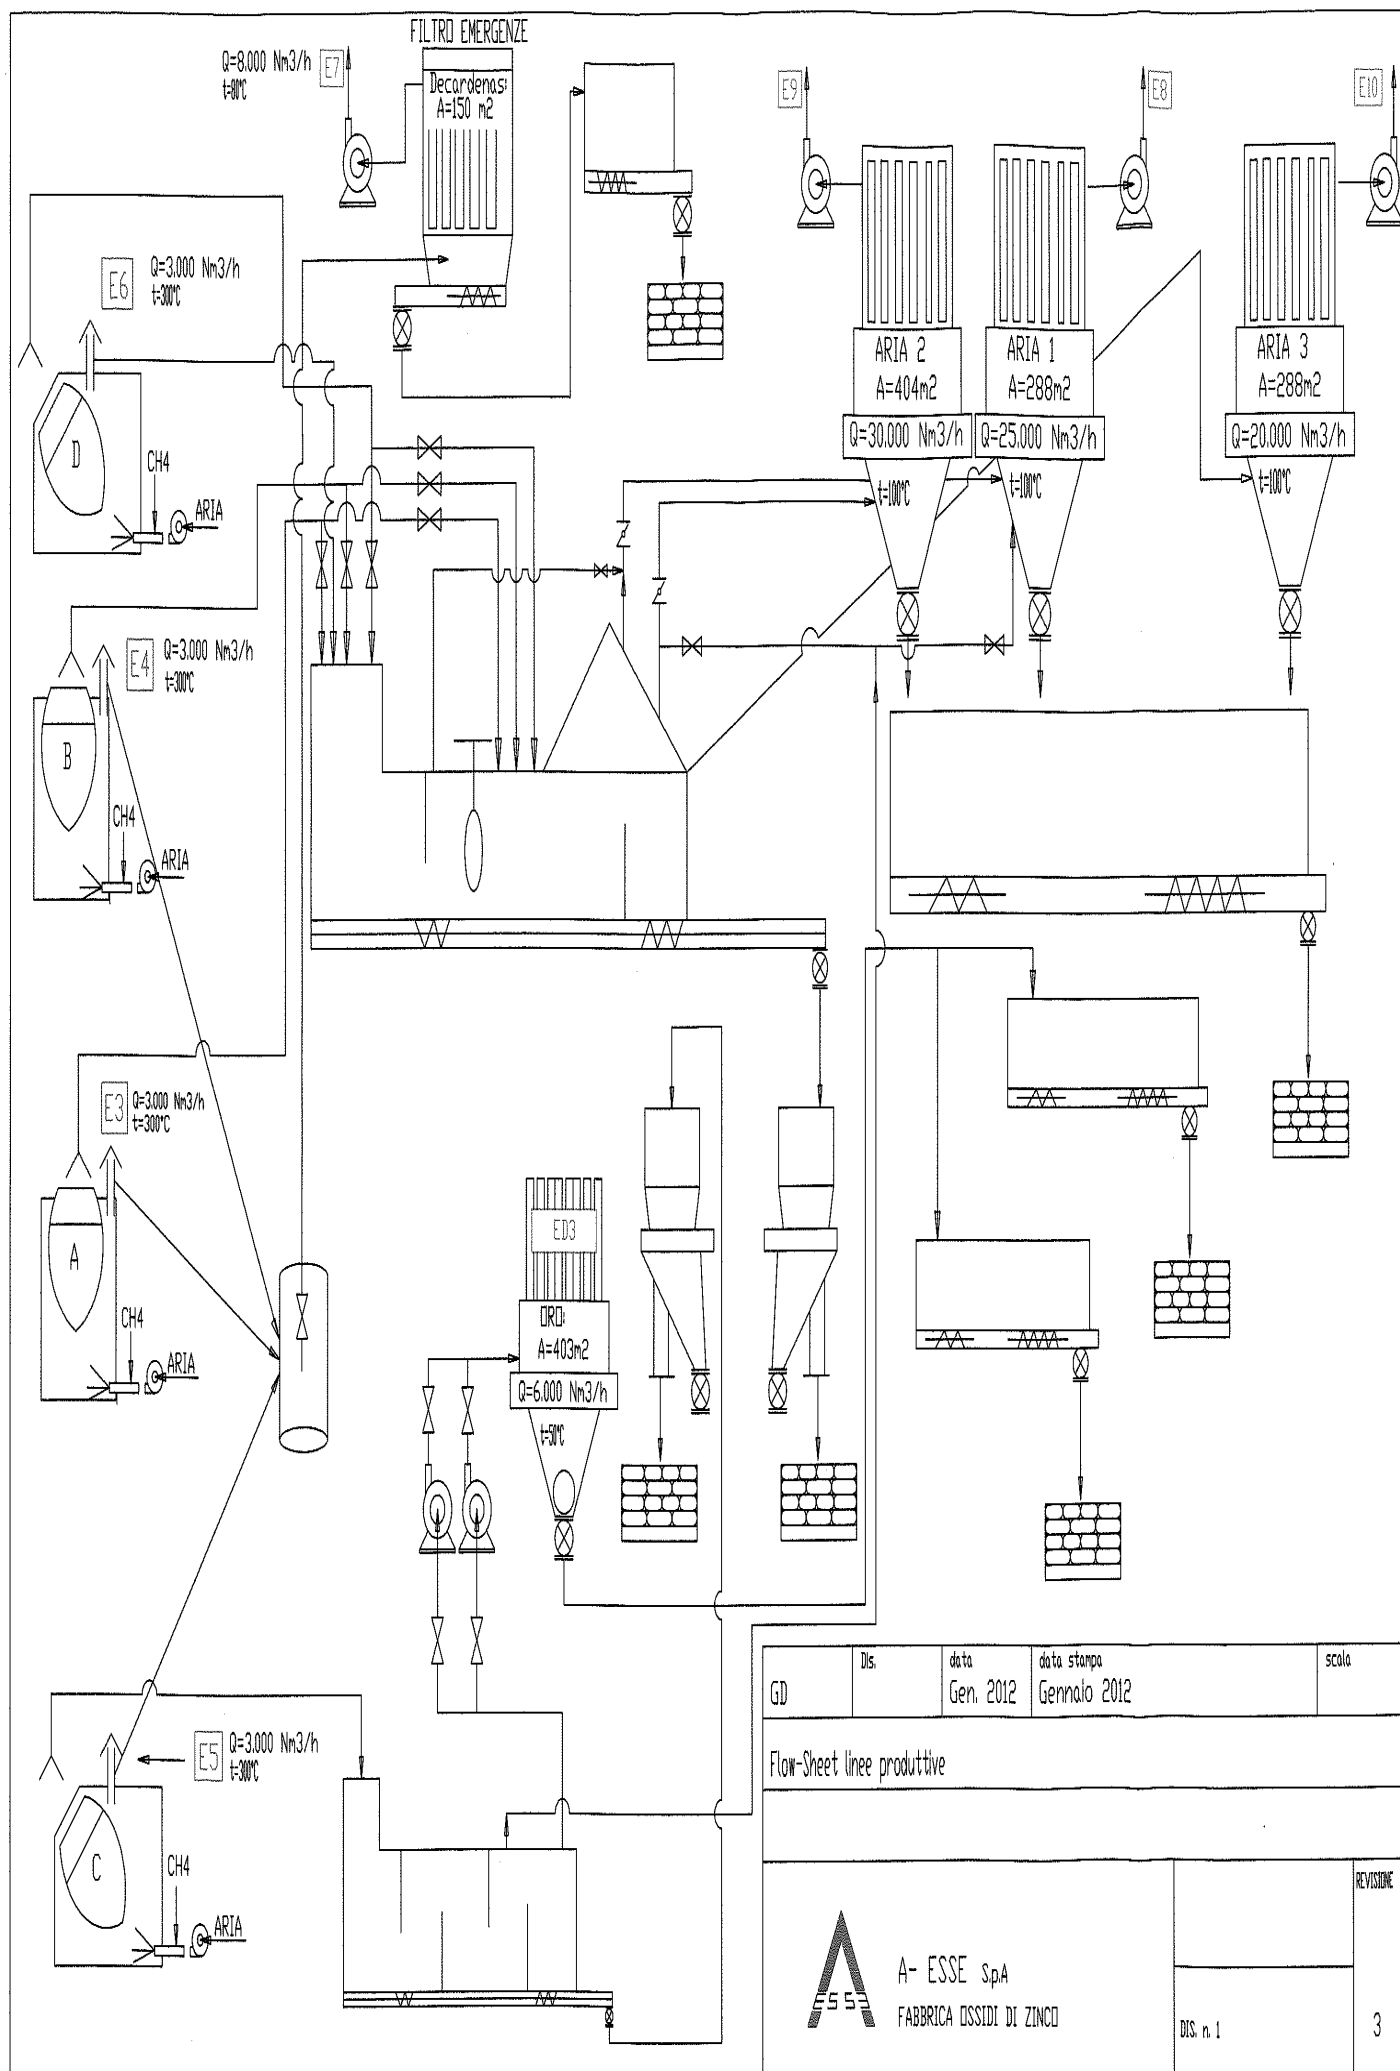 FILTRO EMERGENZE
Q=8.000 Nm3/h
t=80°C
E7
Decardenas:
A=150 m2
E9
E8
E10
E6
Q=3.000 Nm3/h
t=300°C
D
CH4
ARIA
ARIA 2
A=404m2
Q=30.000 Nm3/h
t=100°C
ARIA 1
A=288m2
Q=25.000 Nm3/h
t=100°C
ARIA 3
A=288m2
Q=20.000 Nm3/h
t=100°C
E4
Q=3.000 Nm3/h
t=300°C
B
CH4
ARIA
E3
Q=3.000 Nm3/h
t=300°C
A
CH4
ARIA
ED3
ORO:
A=403m2
Q=6.000 Nm3/h
t=50°C
E5
Q=3.000 Nm3/h
t=300°C
C
CH4
ARIA
GD
Dis.
data
Gen. 2012
data stampa
Gennaio 2012
scala
Flow-Sheet linee produttive
ESSE
A- ESSE S.p.A
FABBRICA OSSIDI DI ZINCO
DIS. n. 1
REVISIONE
3